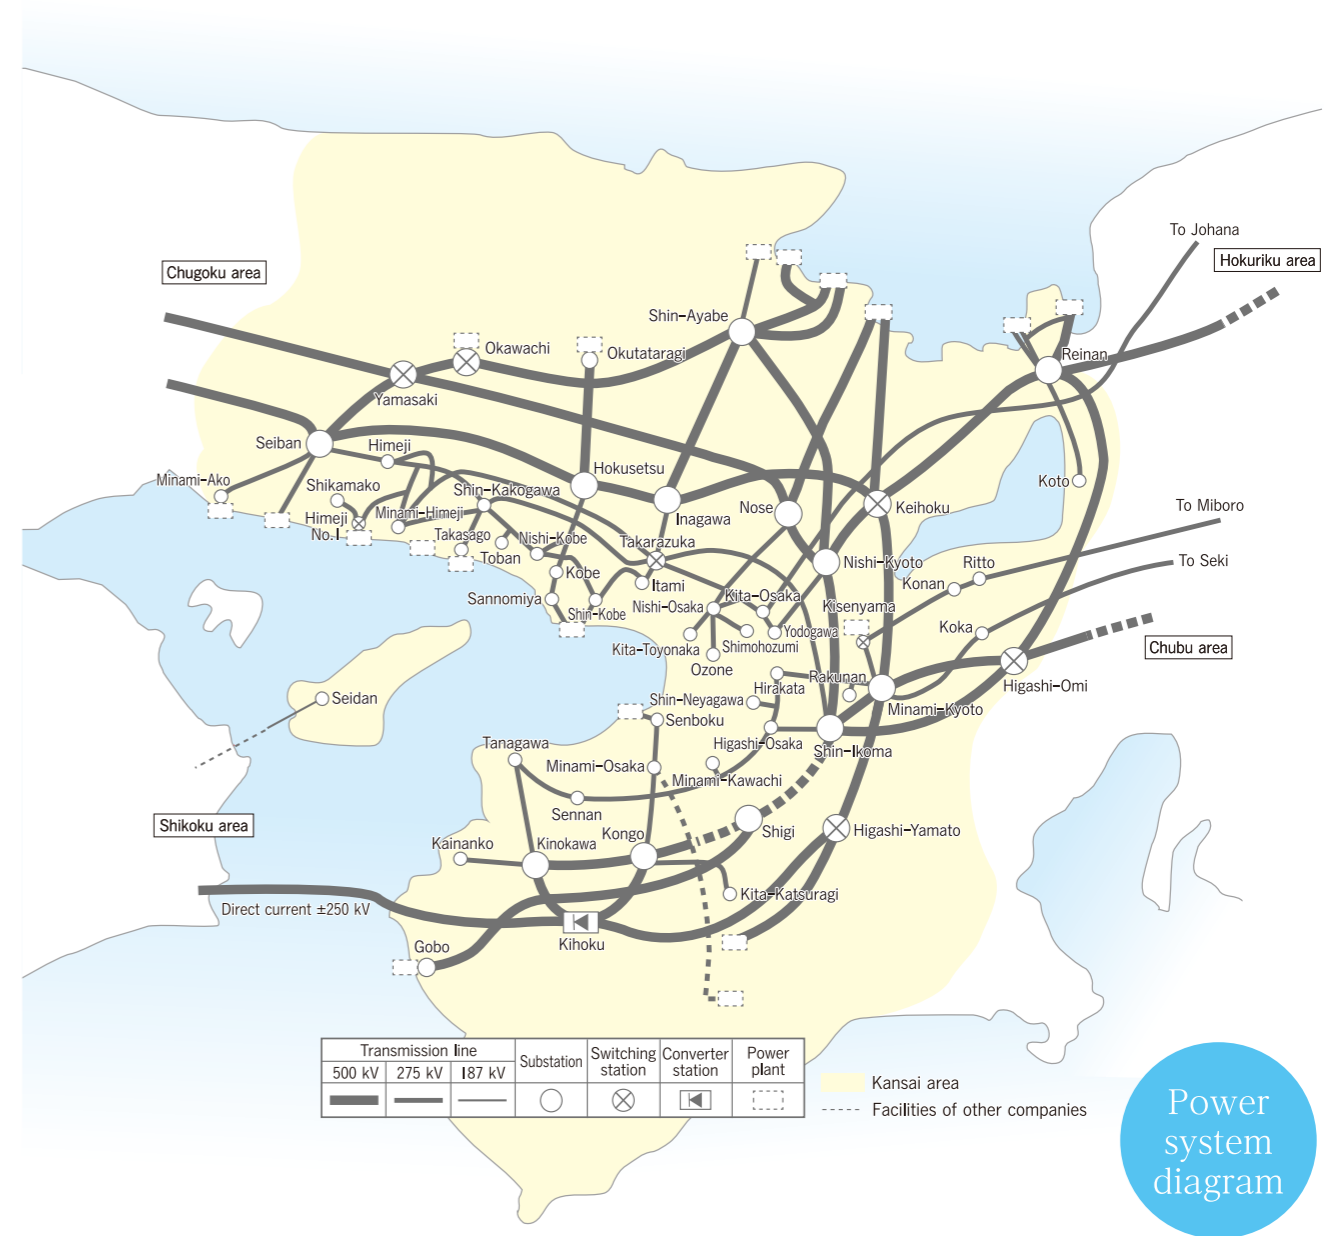 To Johana
Hokuriku area
Chugoku area
Shin-Ayabe
Okawachi
Okutataragi
Reinan
Yamasaki
Seiban
Himeji
Hokusetsu
Minami-Ako
Shikamako
Shin-Kakogawa
Koto
Himeji
No.1
Minami-Himeji
Inagawa
Nose
Keihoku
To Miboro
Takasago
Toban
Nishi-Kobe
Takarazuka
Nishi-Kyoto
Ritto
To Seki
Kobe
Itami
Konan
Sannomiya
Shin-Kobe
Nishi-Osaka
Kita-Osaka
Kisenyama
Koka
Kita-Toyonaka
Shimohozumi
Yodogawa
Chubu area
Ozone
Rakunan
Hirakata
Higashi-Omi
Seidan
Shin-Neyagawa
Minami-Kyoto
Senboku
Tanagawa
Higashi-Osaka
Shin-Ikoma
Minami-Osaka
Minami-Kawachi
Sennan
Shikoku area
Kainanko
Kinokawa
Kongo
Shigi
Higashi-Yamato
Kita-Katsuragi
Direct current ±250 kV
Kihoku
Gobo
Transmission line
500 kV
275 kV
187 kV
Substation
Switching
station
Converter
station
Power
plant
Kansai area
Facilities of other companies
Power
system
diagram